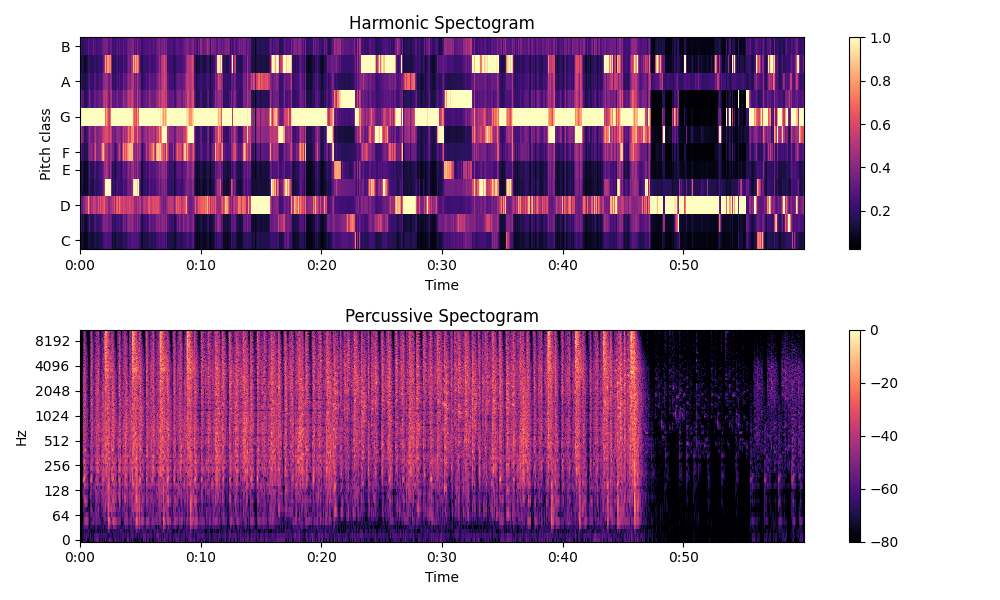 Harmonic Spectogram
B
A
G
F
E
D
C
Pitch class
0:00 0:10 0:20 0:30 0:40 0:50
Time
1.0
0.8
0.6
0.4
0.2
Percussive Spectogram
8192
4096
2048
1024
512
256
128
64
0
Hz
0:00 0:10 0:20 0:30 0:40 0:50
Time
0
−20
−40
−60
−80